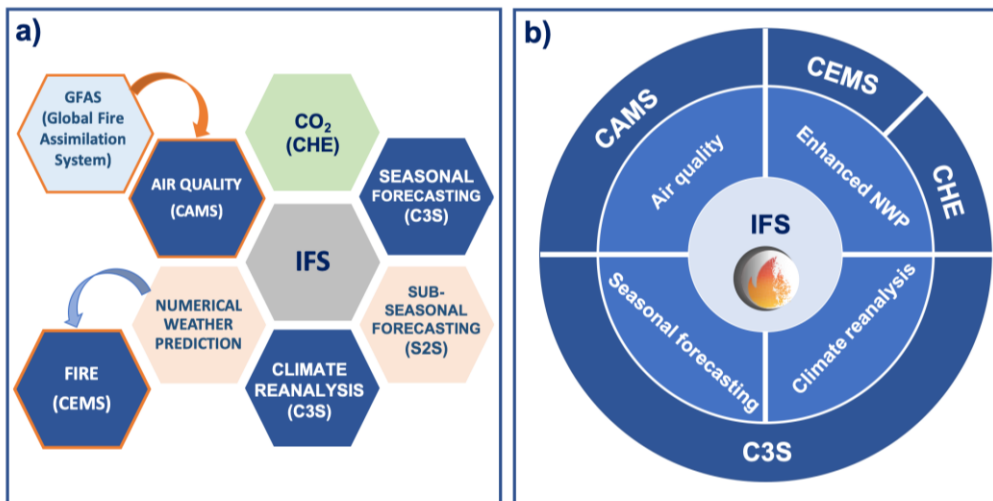 a)
GFAS
(Global Fire
Assimilation
System)
CO₂
(CHE)
AIR QUALITY
(CAMS)
SEASONAL
FORECASTING
(C3S)
IFS
NUMERICAL
WEATHER
PREDICTION
SUB-
SEASONAL
FORECASTING
(S2S)
FIRE
(CEMS)
CLIMATE
REANALYSIS
(C3S)
b)
CAMS
CEMS
CHE
Air quality
Enhanced NWP
IFS
Seasonal forecasting
Climate reanalysis
C3S